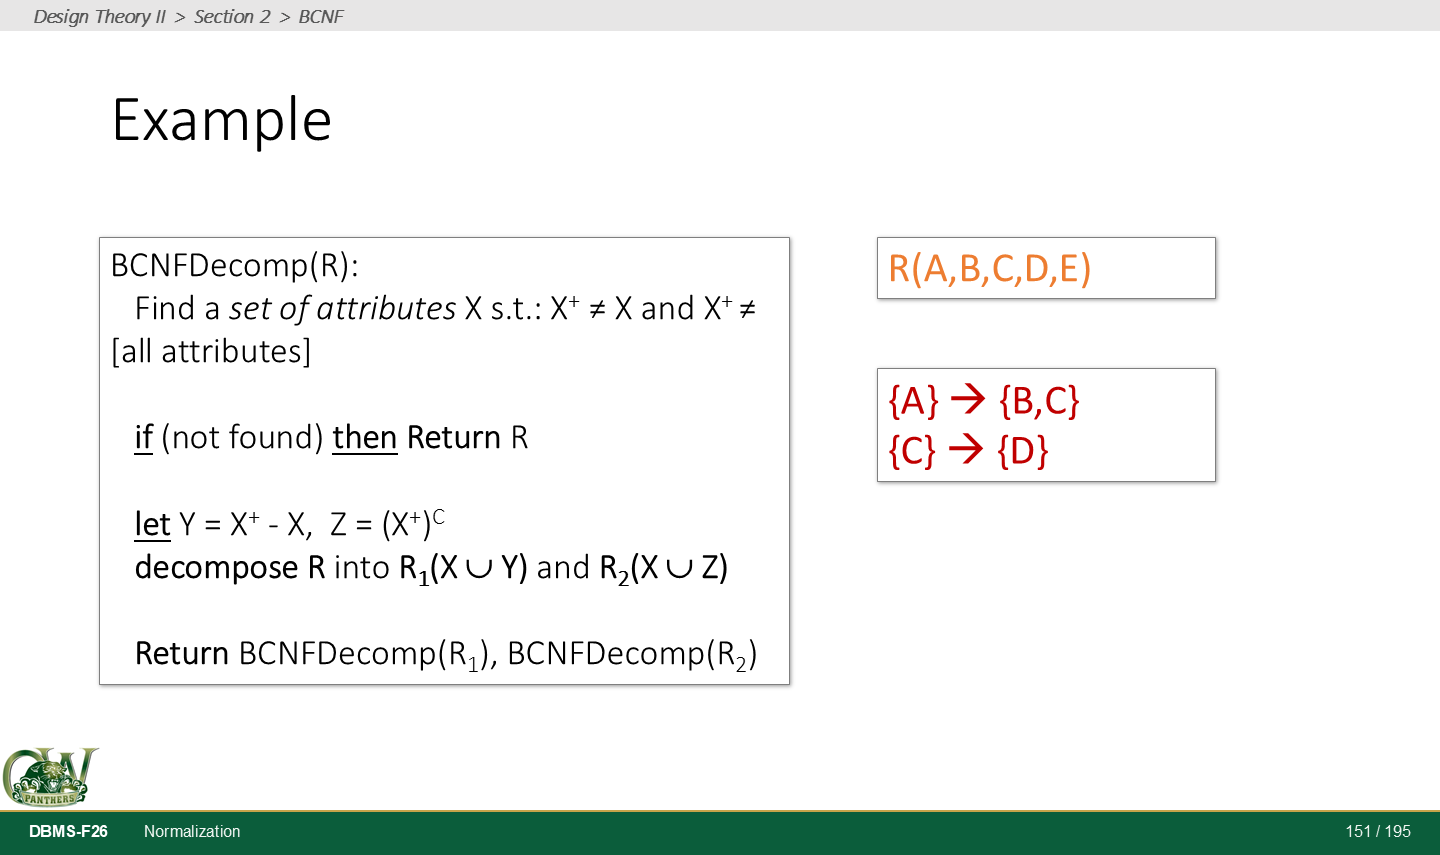 Design Theory II > Section 2 > BCNF
Example
BCNFDecomp(R):
Find a set of attributes X s.t.: X⁺ ≠ X and X⁺ ≠
[all attributes]
if (not found) then Return R
let Y = X⁺ - X, Z = (X⁺)ᶜ
decompose R into R₁(X ∪ Y) and R₂(X ∪ Z)
Return BCNFDecomp(R₁), BCNFDecomp(R₂)
R(A,B,C,D,E)
{A} → {B,C}
{C} → {D}
OW
PANTHERS
DBMS-F26 Normalization 151 / 195